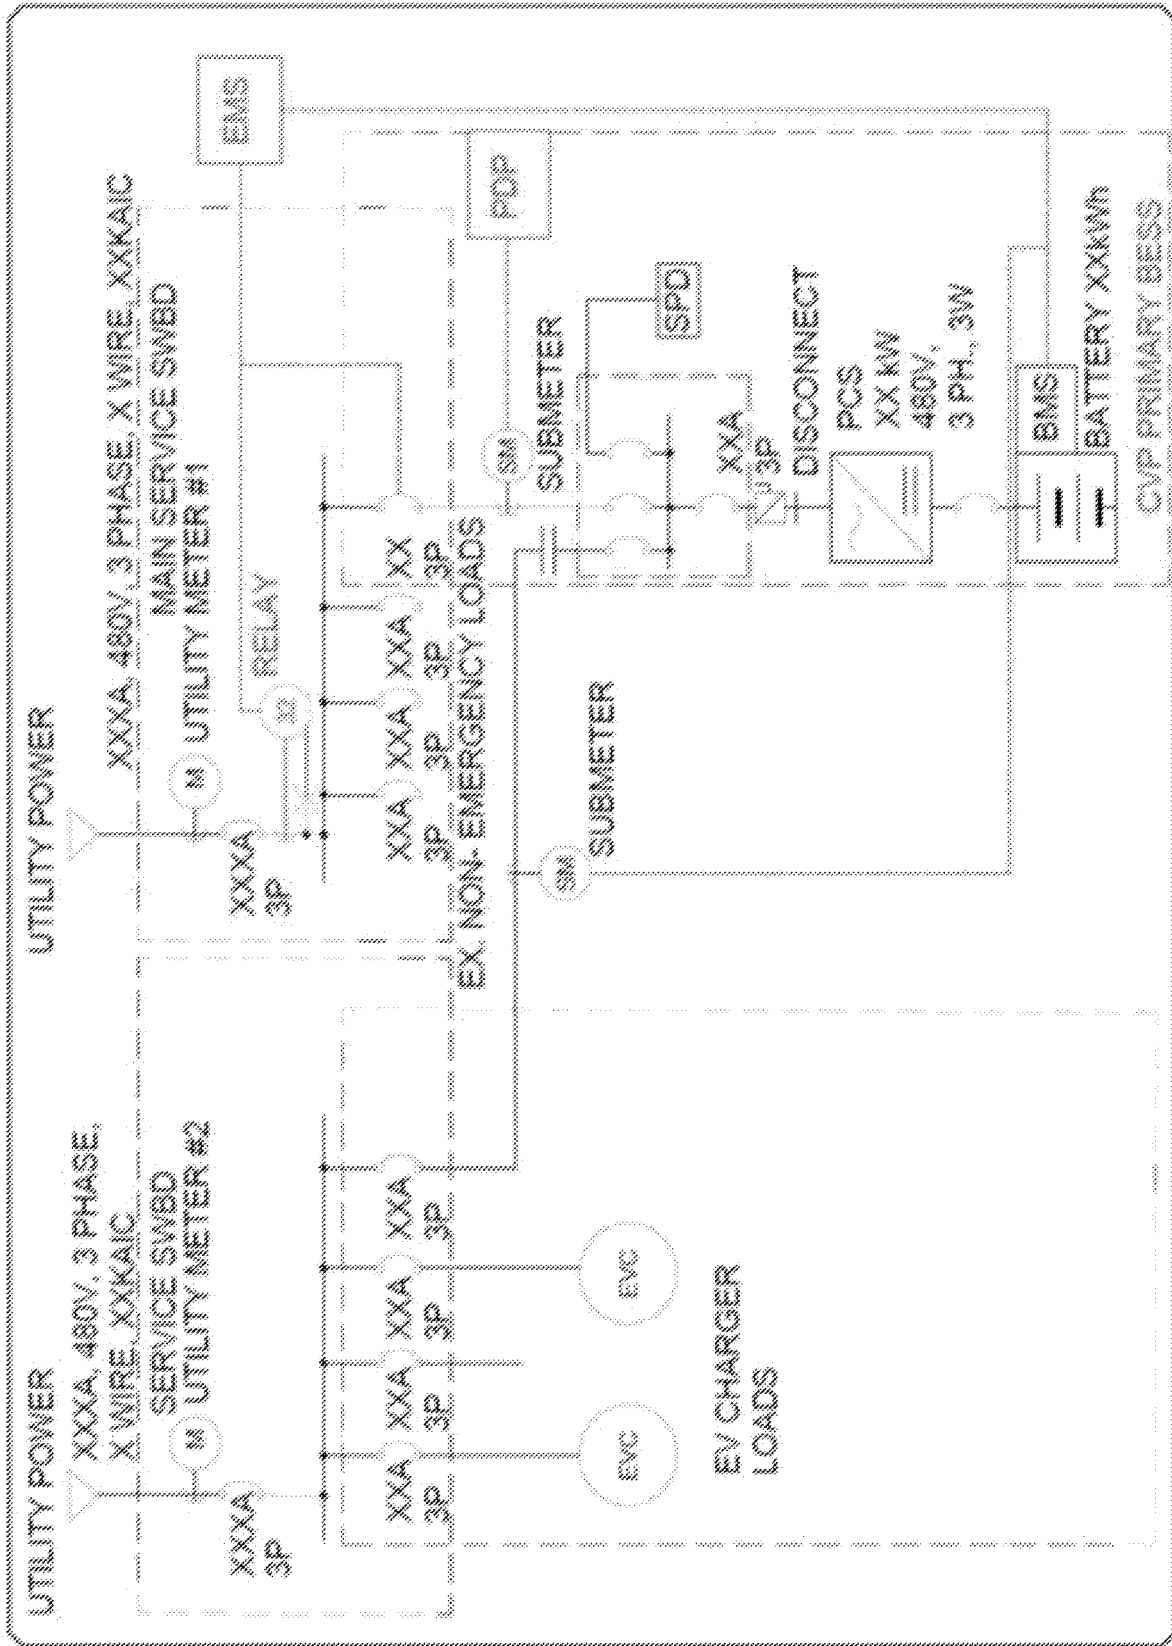 UTILITY POWER
XXXA, 480V, 3 PHASE,
X WIRE, XXKAIC
SERVICE SWBD
UTILITY METER #2
M
XXXA
3P
XXA
3P
XXA
3P
XXA
3P
XXA
3P
EVC
EVC
EV CHARGER
LOADS
UTILITY POWER
XXXA, 480V, 3 PHASE, X WIRE, XXKAIC
MAIN SERVICE SWBD
UTILITY METER #1
M
XXXA
3P
RELAY
32
EMS
XXA
3P
XXA
3P
XXA
3P
XX
3P
EX. NON- EMERGENCY LOADS
PDP
SM
SUBMETER
SM
SUBMETER
SPD
XXA
3P
DISCONNECT
PCS
XX kW
480V,
3 PH., 3W
BMS
BATTERY XXkWh
CVP PRIMARY BESS